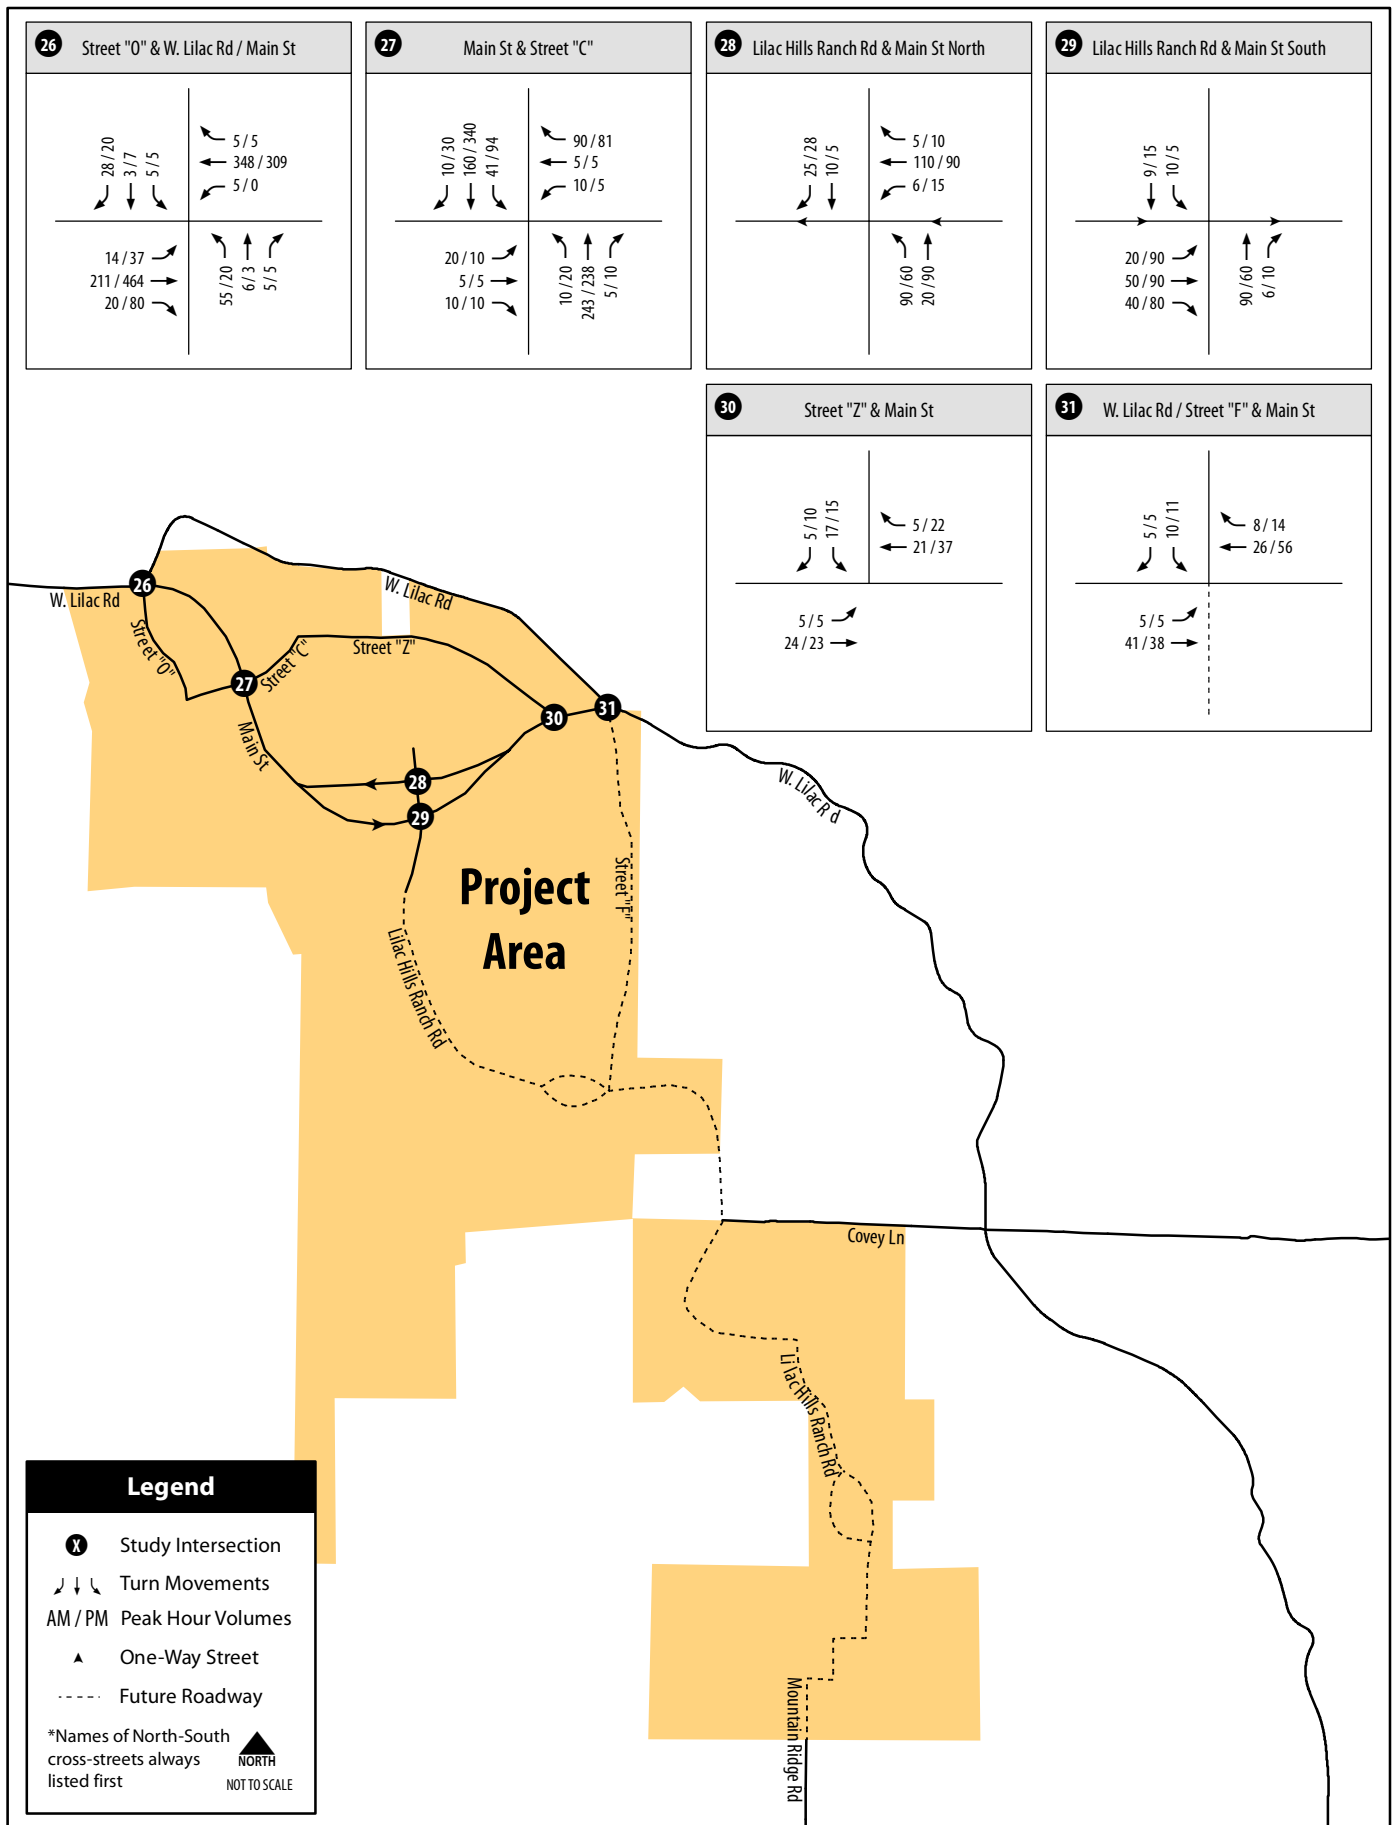 26 Street "O" & W. Lilac Rd / Main St
28 / 20
3 / 7
5 / 5
5 / 5
348 / 309
5 / 0
14 / 37
211 / 464
20 / 80
55 / 20
6 / 3
5 / 5
27 Main St & Street "C"
10 / 30
160 / 340
41 / 94
90 / 81
5 / 5
10 / 5
20 / 10
5 / 5
10 / 10
10 / 20
243 / 238
5 / 10
28 Lilac Hills Ranch Rd & Main St North
25 / 28
10 / 5
5 / 10
110 / 90
6 / 15
90 / 60
20 / 90
29 Lilac Hills Ranch Rd & Main St South
9 / 15
10 / 5
20 / 90
50 / 90
40 / 80
90 / 60
6 / 10
30 Street "Z" & Main St
5 / 10
17 / 15
5 / 22
21 / 37
5 / 5
24 / 23
31 W. Lilac Rd / Street "F" & Main St
5 / 5
10 / 11
8 / 14
26 / 56
5 / 5
41 / 38
26
W. Lilac Rd
W. Lilac Rd
Street "O"
Street "C"
Street "Z"
27
30
31
Main St
28
29
W. Lilac R d
Project
Area
Street "F"
Lilac Hills Ranch Rd
Covey Ln
Li lac Hills Ranch Rd
Mountain Ridge Rd
Legend
X Study Intersection
Turn Movements
AM / PM Peak Hour Volumes
One-Way Street
Future Roadway
*Names of North-South
cross-streets always
listed first
NORTH
NOT TO SCALE